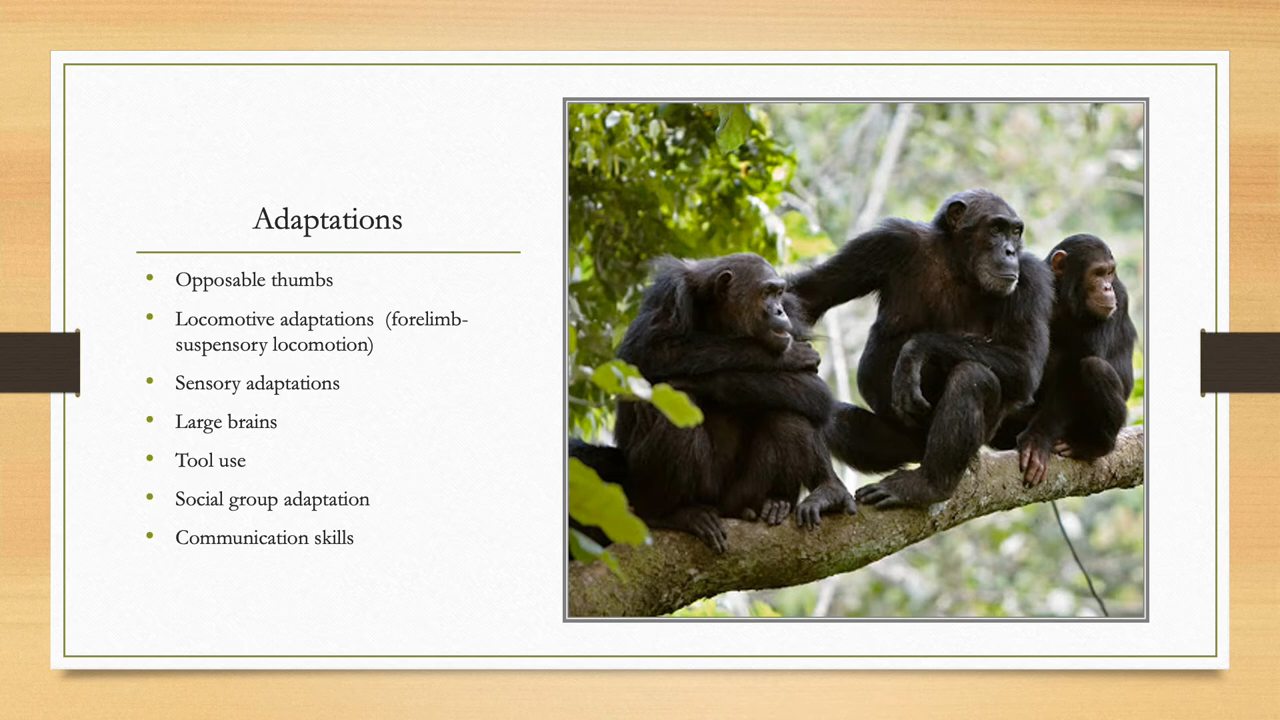 Adaptations
• Opposable thumbs
• Locomotive adaptations  (forelimb-
suspensory locomotion)
• Sensory adaptations
• Large brains
• Tool use
• Social group adaptation
• Communication skills